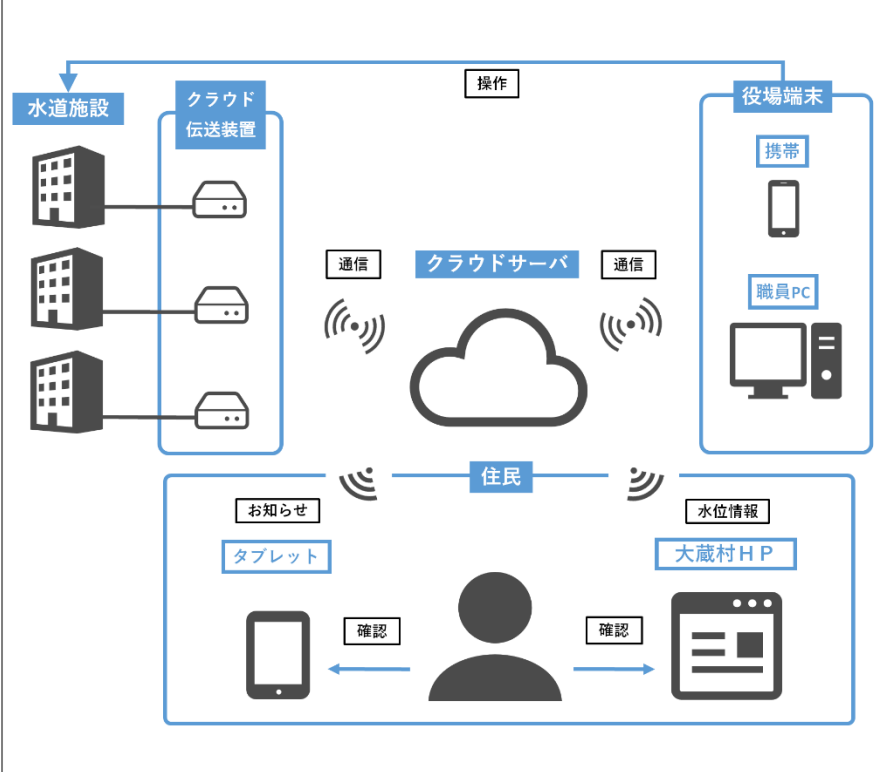 操作
水道施設
クラウド
伝送装置
役場端末
携帯
通信
クラウドサーバ
通信
職員PC
住民
お知らせ
水位情報
タブレット
大蔵村ＨＰ
確認
確認